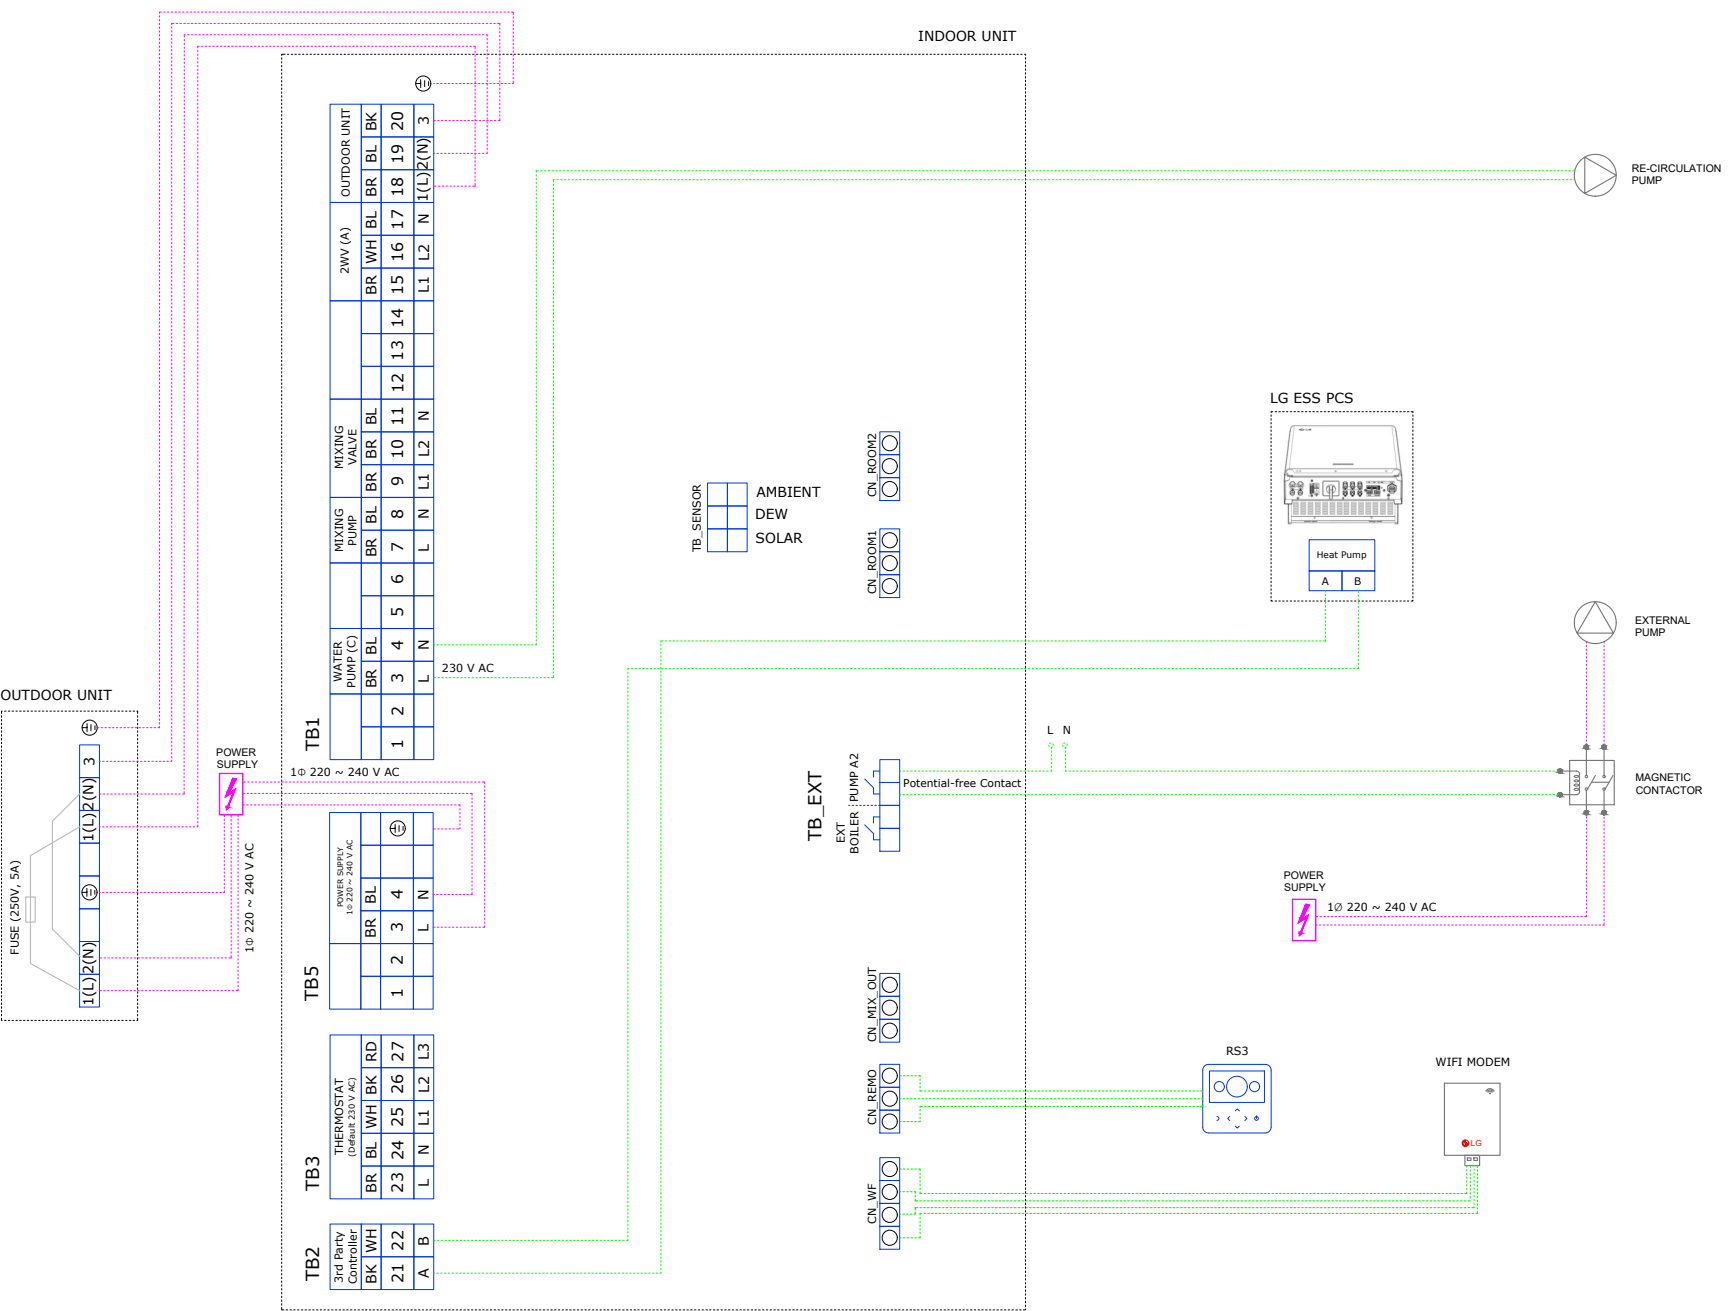 INDOOR UNIT
OUTDOOR UNIT
BK 20 3
BL 19 2(N)
BR 18 1(L)
2WV (A)
BL 17 N
WH 16 L2
BR 15 L1
14
13
12
MIXING
VALVE
BL 11 N
BR 10 L2
BR 9 L1
MIXING
PUMP
BL 8 N
BR 7 L
6
5
WATER
PUMP (C)
BL 4 N
BR 3 L
2
1
TB1
230 V AC
RE-CIRCULATION
PUMP
TB_SENSOR
AMBIENT
DEW
SOLAR
CN_ROOM2
CN_ROOM1
LG ESS PCS
Heat Pump
A B
EXTERNAL
PUMP
OUTDOOR UNIT
3
2(N)
1(L)
2(N)
1(L)
FUSE (250V, 5A)
POWER
SUPPLY
1Φ 220 ~ 240 V AC
1Φ 220 ~ 240 V AC
POWER SUPPLY
1Φ 220 ~ 240 V AC
BL 4 N
BR 3 L
2
1
TB5
L N
TB_EXT
PUMP A2
EXT
BOILER
Potential-free Contact
MAGNETIC
CONTACTOR
POWER
SUPPLY
1Ø 220 ~ 240 V AC
CN_MIX_OUT
CN_REMO
CN_WF
RS3
WIFI MODEM
LG
THERMOSTAT
(Default 230 V AC)
RD 27 L3
BK 26 L2
WH 25 L1
BL 24 N
BR 23 L
TB3
3rd Party
Controller
WH 22 B
BK 21 A
TB2